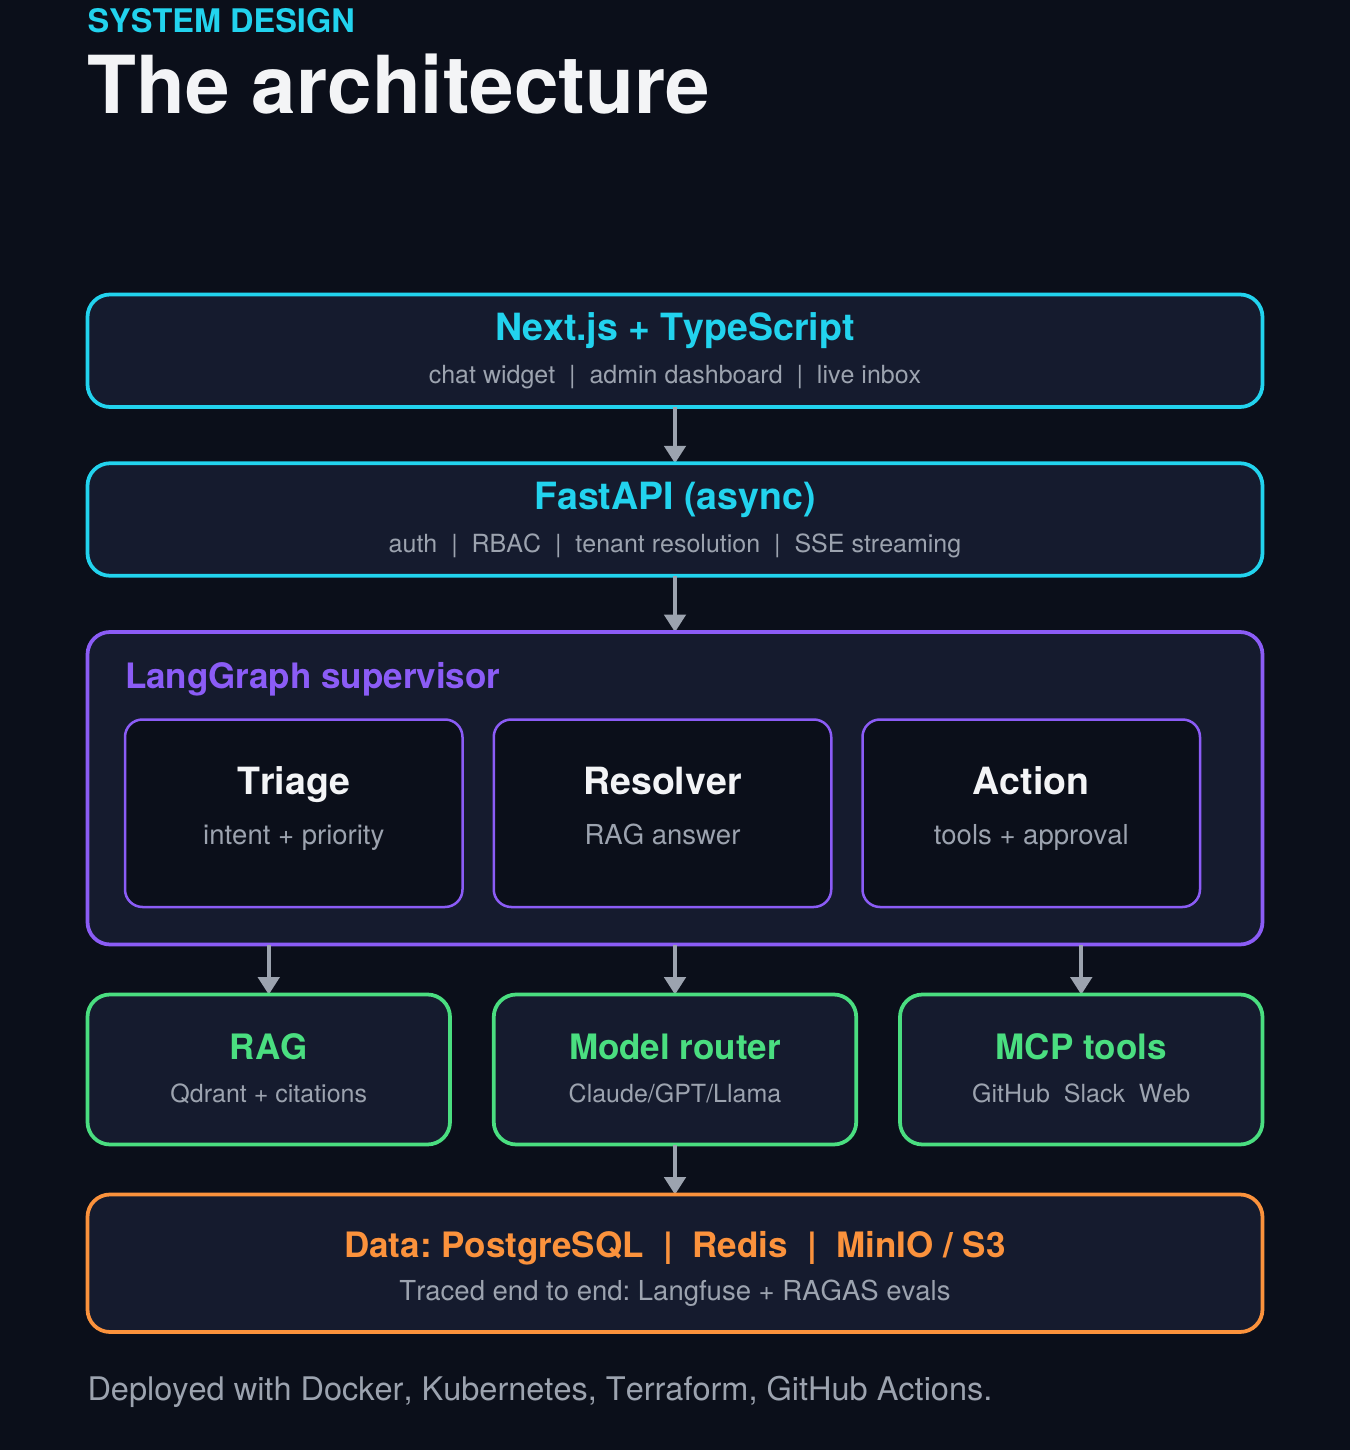 SYSTEM DESIGN
The architecture
Next.js + TypeScript
chat widget | admin dashboard | live inbox
FastAPI (async)
auth | RBAC | tenant resolution | SSE streaming
LangGraph supervisor
Triage
intent + priority
Resolver
RAG answer
Action
tools + approval
RAG
Qdrant + citations
Model router
Claude/GPT/Llama
MCP tools
GitHub Slack Web
Data: PostgreSQL | Redis | MinIO / S3
Traced end to end: Langfuse + RAGAS evals
Deployed with Docker, Kubernetes, Terraform, GitHub Actions.